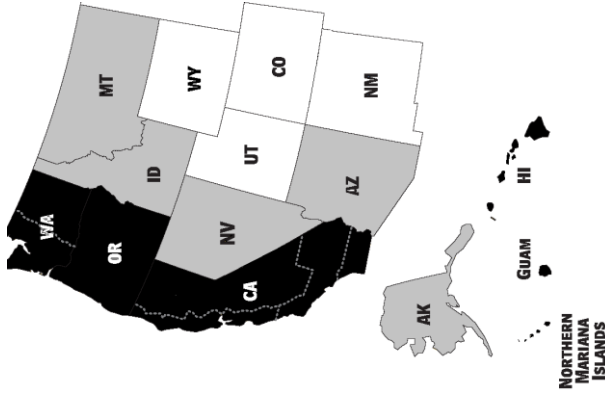 WA
MT
OR
ID
WY
NV
UT
CO
CA
AZ
NM
AK
HI
GUAM
NORTHERN
MARIANA
ISLANDS